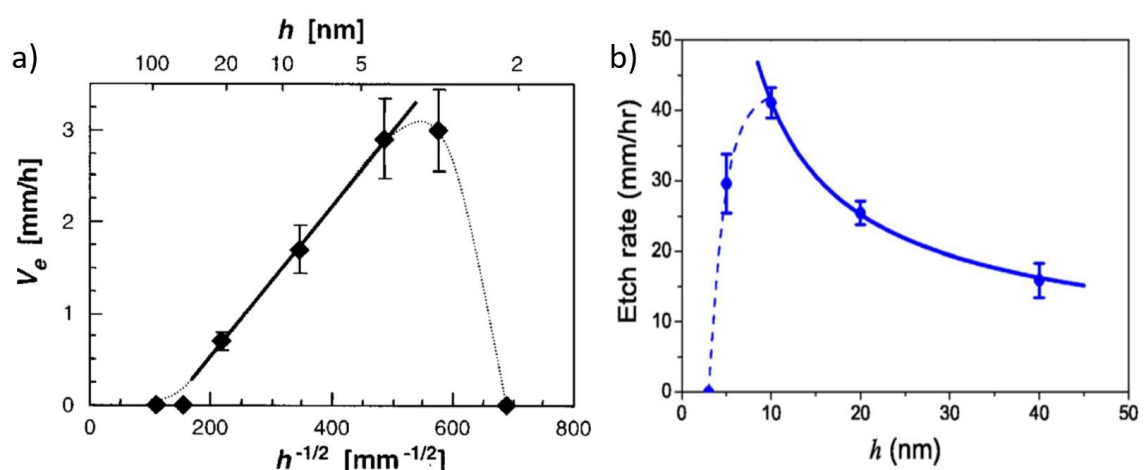 a)
h [nm]
100 20 10 5 2
3
2
1
0
V_e [mm/h]
0 200 400 600 800
h^-1/2 [mm^-1/2]
b)
50
40
30
20
10
0
Etch rate (mm/hr)
0 10 20 30 40 50
h (nm)